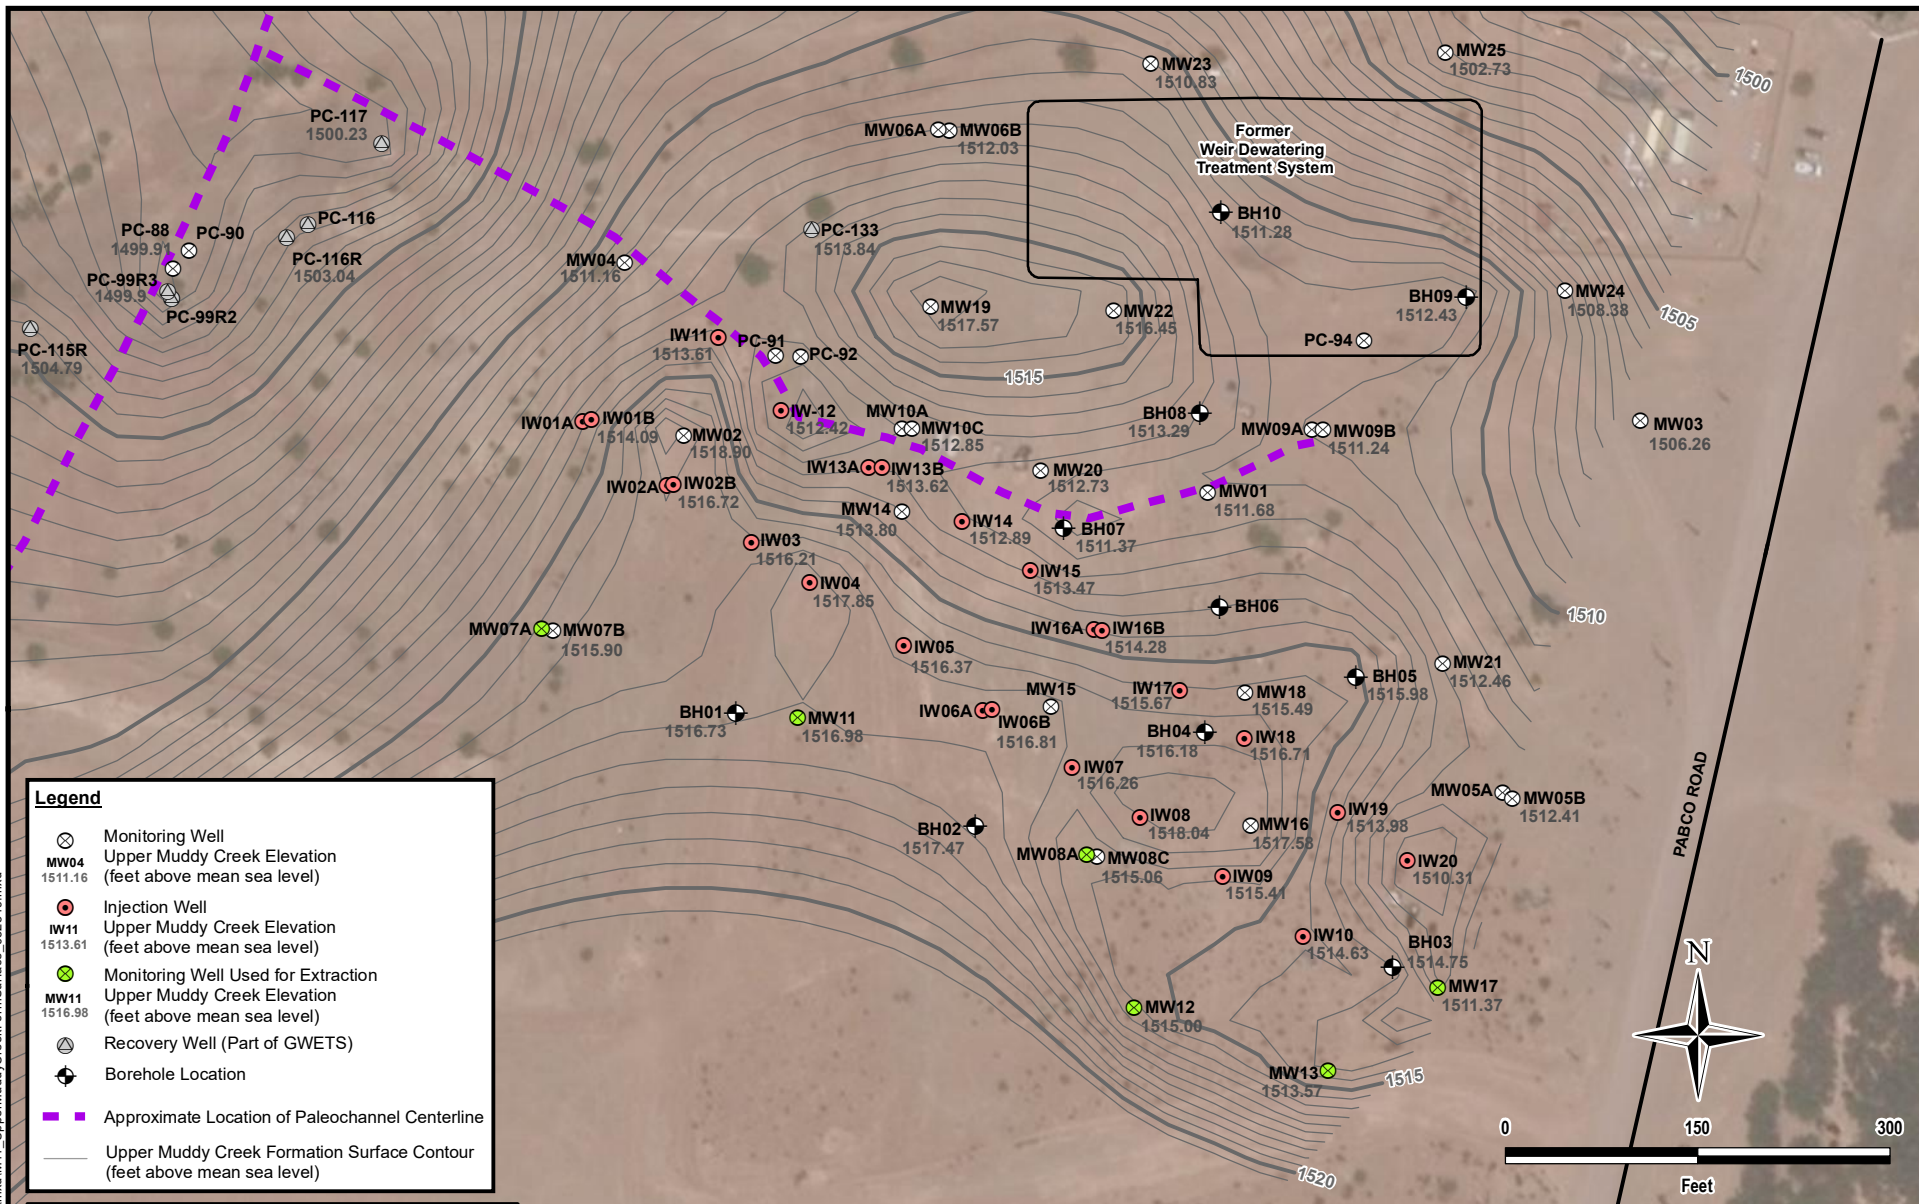 MW25
1502.73
MW23
1510.83
1500
PC-117
1500.23
MW06A
MW06B
1512.03
Former
Weir Dewatering
Treatment System
PC-116
PC-88
1499.91
PC-90
BH10
1511.28
PC-133
1513.84
PC-116R
1503.04
MW04
1511.16
PC-99R3
1499.9
PC-99R2
MW24
1508.38
BH09
1512.43
MW19
1517.57
MW22
1516.45
1505
PC-115R
1504.79
IW11
1513.61
PC-91
PC-92
PC-94
1515
IW01A
IW01B
1514.09
IW-12
1512.42
MW10A
MW10C
1512.85
BH08
1513.29
MW09A
MW09B
1511.24
MW03
1506.26
MW02
1518.90
IW13A
IW13B
1513.62
MW20
1512.73
IW02A
IW02B
1516.72
MW01
1511.68
MW14
1513.80
IW14
1512.89
BH07
1511.37
IW03
1516.21
IW04
1517.85
IW15
1513.47
BH06
1510
MW07A
MW07B
1515.90
IW16A
IW16B
1514.28
IW05
1516.37
MW21
1512.46
BH05
1515.98
MW15
IW17
1515.67
MW18
1515.49
BH01
1516.73
MW11
1516.98
IW06A
IW06B
1516.81
BH04
1516.18
IW18
1516.71
IW07
1516.26
MW05A
MW05B
1512.41
IW08
1518.04
MW16
1517.58
IW19
1513.98
BH02
1517.47
MW08A
MW08C
1515.06
IW20
1510.31
IW09
1515.41
IW10
1514.63
BH03
1514.75
MW17
1511.37
MW12
1515.00
MW13
1513.57
1515
1520
PABCO ROAD
N
0 150 300
Feet
Legend
Monitoring Well
MW04
1511.16
Upper Muddy Creek Elevation
(feet above mean sea level)
Injection Well
IW11
1513.61
Upper Muddy Creek Elevation
(feet above mean sea level)
Monitoring Well Used for Extraction
MW11
1516.98
Upper Muddy Creek Elevation
(feet above mean sea level)
Recovery Well (Part of GWETS)
Borehole Location
Approximate Location of Paleochannel Centerline
Upper Muddy Creek Formation Surface Contour
(feet above mean sea level)